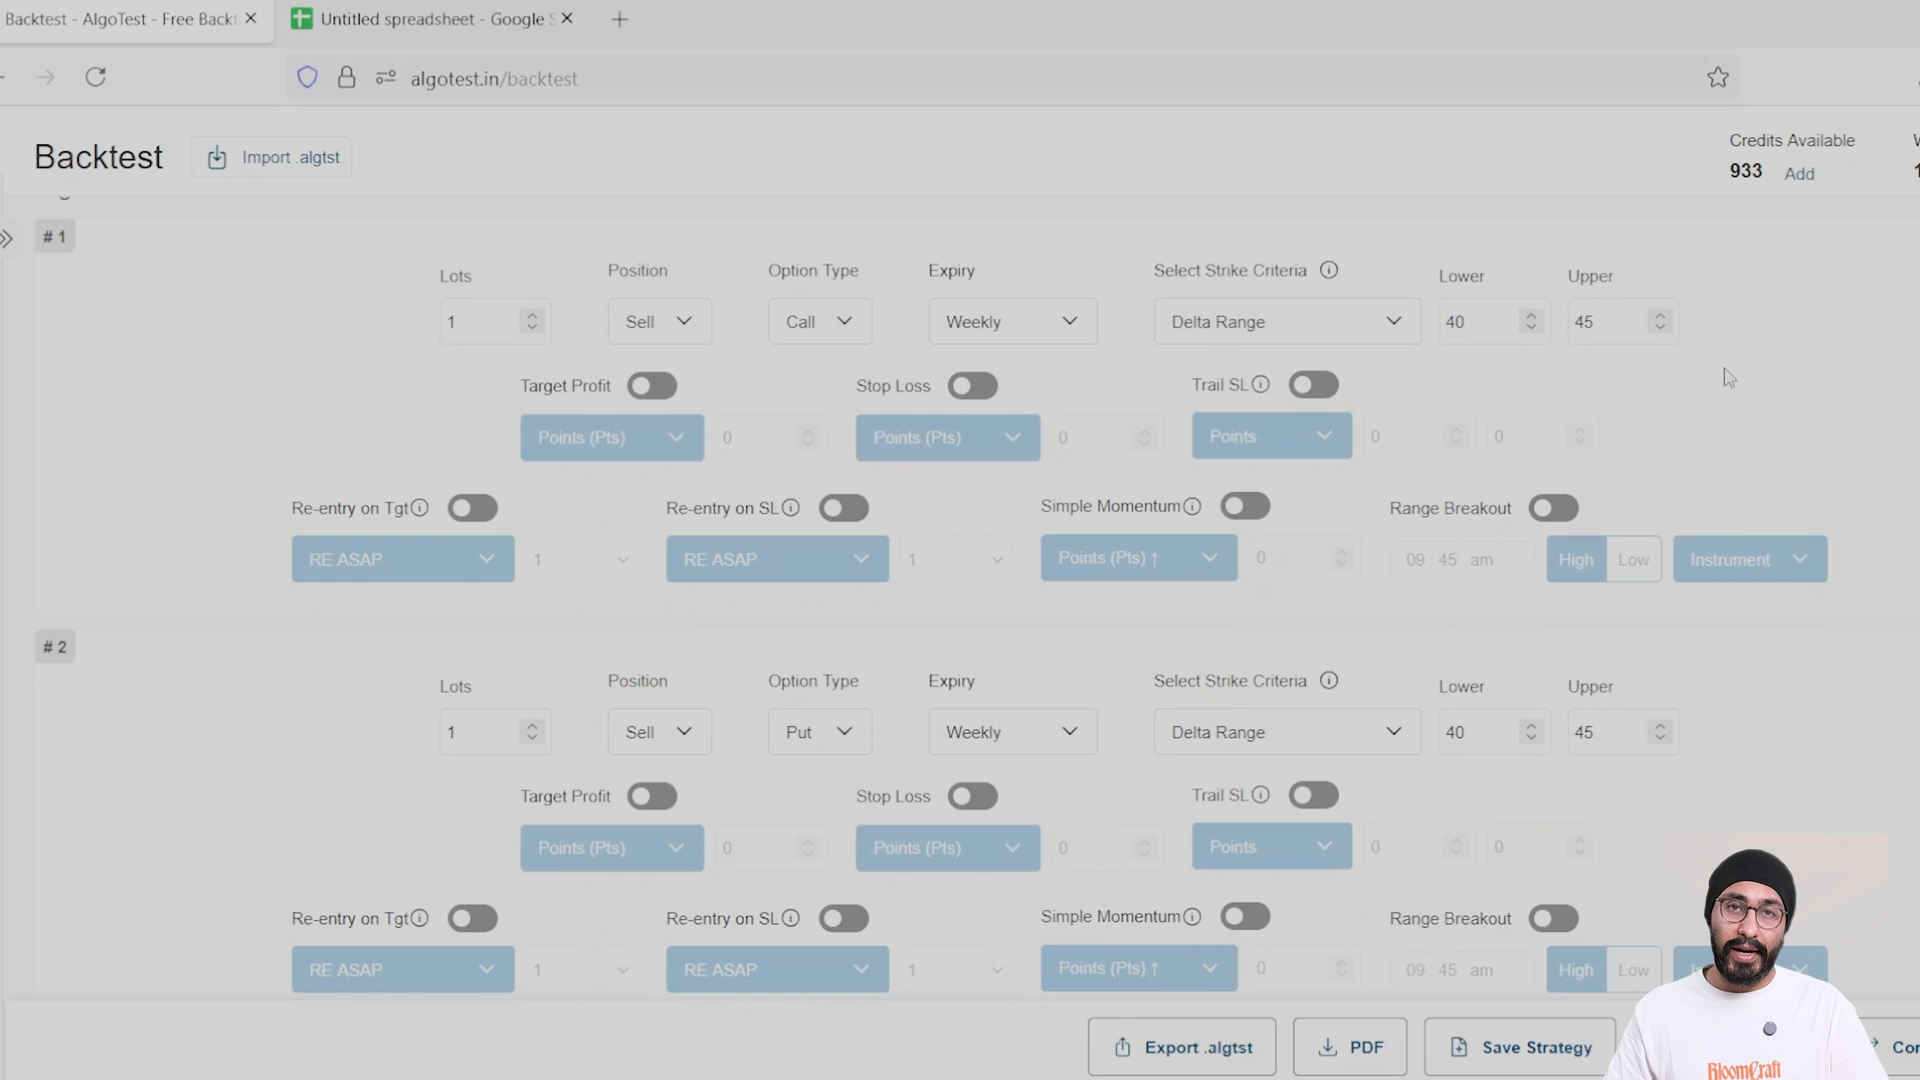 Backtest - AlgoTest - Free Backt
Untitled spreadsheet - Google S
algotest.in/backtest
Backtest
Import .algtst
Credits Available
933 Add
# 1
Lots
Position
Option Type
Expiry
Select Strike Criteria
Lower
Upper
1
Sell
Call
Weekly
Delta Range
40
45
Target Profit
Stop Loss
Trail SL
Points (Pts)
0
Points (Pts)
0
Points
0
0
Re-entry on Tgt
Re-entry on SL
Simple Momentum
Range Breakout
RE ASAP
1
RE ASAP
1
Points (Pts) ↑
0
09 : 45 am
High
Low
Instrument
# 2
Lots
Position
Option Type
Expiry
Select Strike Criteria
Lower
Upper
1
Sell
Put
Weekly
Delta Range
40
45
Target Profit
Stop Loss
Trail SL
Points (Pts)
0
Points (Pts)
0
Points
0
0
Re-entry on Tgt
Re-entry on SL
Simple Momentum
Range Breakout
RE ASAP
1
RE ASAP
1
Points (Pts) ↑
0
09 : 45 am
High
Low
Export .algtst
PDF
Save Strategy
Cor
BloomCraft